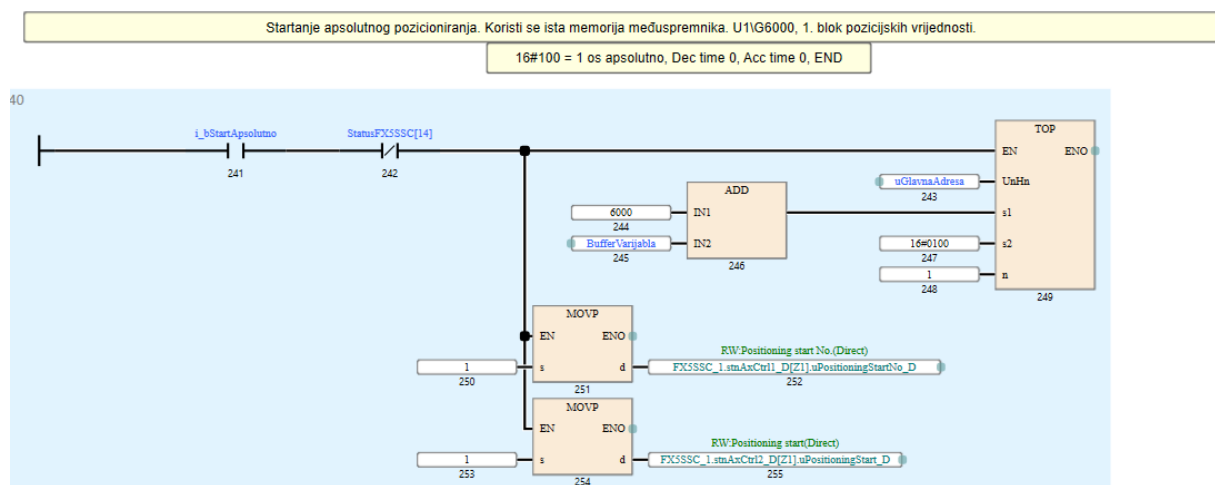 Startanje apsolutnog pozicioniranja. Koristi se ista memorija međuspremnika. U1\G6000, 1. blok pozicijskih vrijednosti.
16#100 = 1 os apsolutno, Dec time 0, Acc time 0, END
40
i_bStartApsolutno
StatusFX5SSC[14]
241
242
TOP
EN
ENO
uGlavnaAdresa
UnHn
243
ADD
6000
IN1
s1
244
BufferVarijabla
IN2
16#0100
s2
245
246
247
1
n
248
249
MOVP
EN
ENO
RW:Positioning start No.(Direct)
1
s
d
FX5SSC_1.stnAxCtrl1_D[Z1].uPositioningStartNo_D
250
251
252
MOVP
EN
ENO
RW:Positioning start(Direct)
1
s
d
FX5SSC_1.stnAxCtrl2_D[Z1].uPositioningStart_D
253
254
255